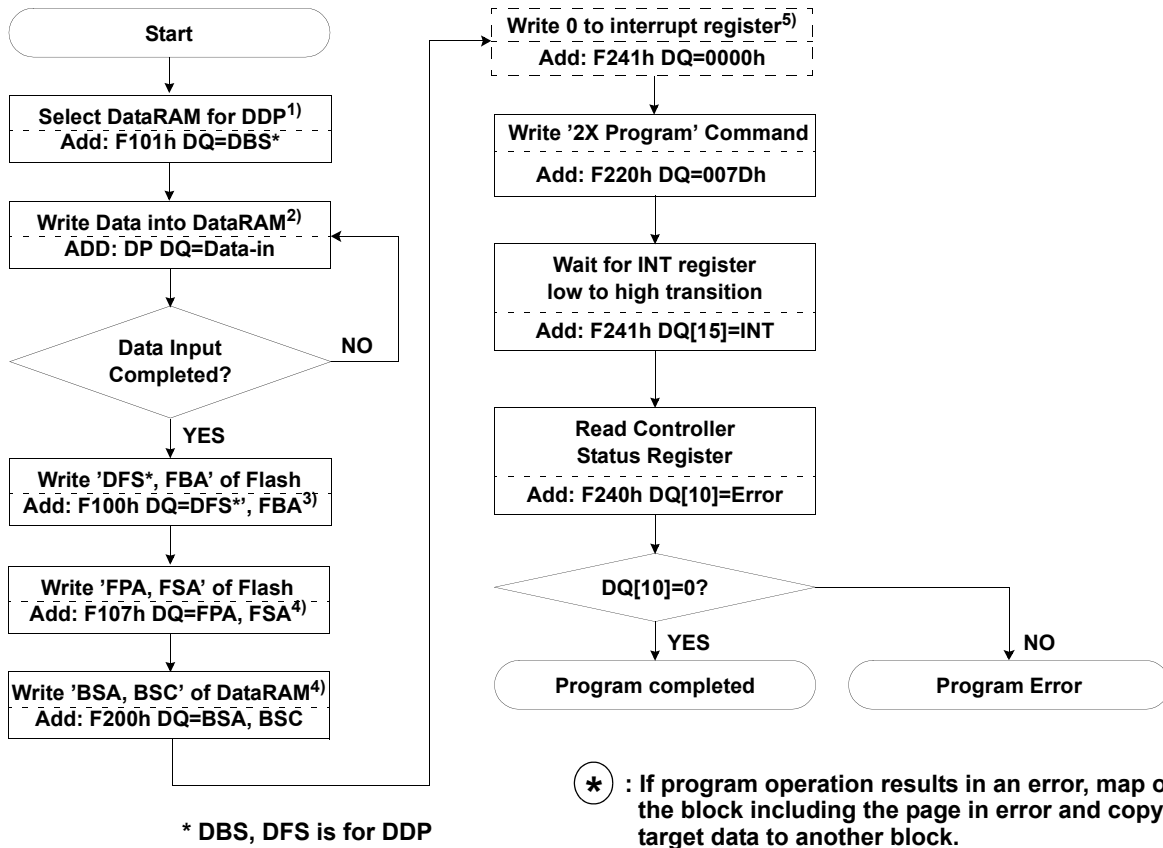 Start
Select DataRAM for DDP1)
Add: F101h DQ=DBS*
Write Data into DataRAM2)
ADD: DP DQ=Data-in
Data Input
Completed?
NO
YES
Write 'DFS*, FBA' of Flash
Add: F100h DQ=DFS*', FBA3)
Write 'FPA, FSA' of Flash
Add: F107h DQ=FPA, FSA4)
Write 'BSA, BSC' of DataRAM4)
Add: F200h DQ=BSA, BSC
Write 0 to interrupt register5)
Add: F241h DQ=0000h
Write '2X Program' Command
Add: F220h DQ=007Dh
Wait for INT register
low to high transition
Add: F241h DQ[15]=INT
Read Controller
Status Register
Add: F240h DQ[10]=Error
DQ[10]=0?
YES
NO
Program completed
Program Error
* DBS, DFS is for DDP
* : If program operation results in an error, map
the block including the page in error and copy
target data to another block.